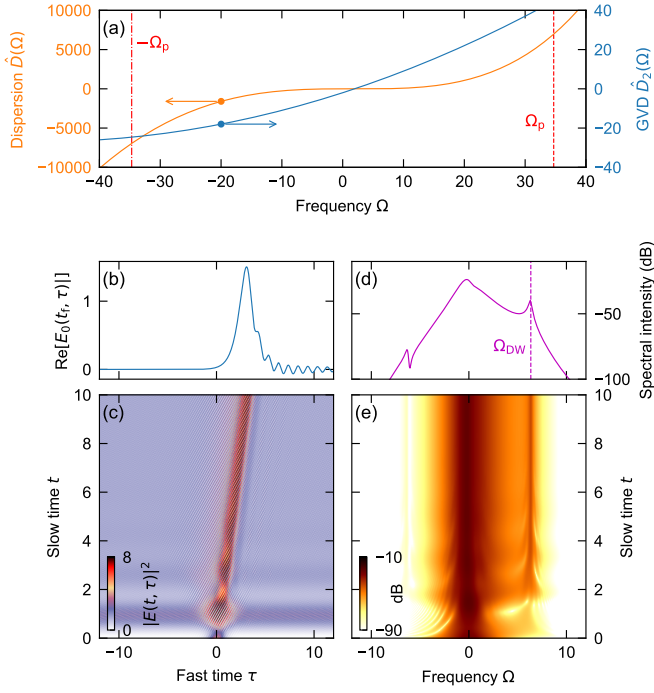 (a)
Dispersion D̂(Ω)
10000
5000
0
−5000
−10000
−Ωp
Ωp
40
20
0
−20
−40
GVD D̂2(Ω)
−40 −30 −20 −10 0 10 20 30 40
Frequency Ω
(b)
Re[E0(tf, τ)|]
1
0
(d)
ΩDW
−50
−100
Spectral intensity (dB)
(c)
Slow time t
10
8
6
4
2
0
8
0
|E(t, τ)|²
−10 0 10
Fast time τ
(e)
−10
−90
dB
10
8
6
4
2
0
Slow time t
−10 0 10
Frequency Ω